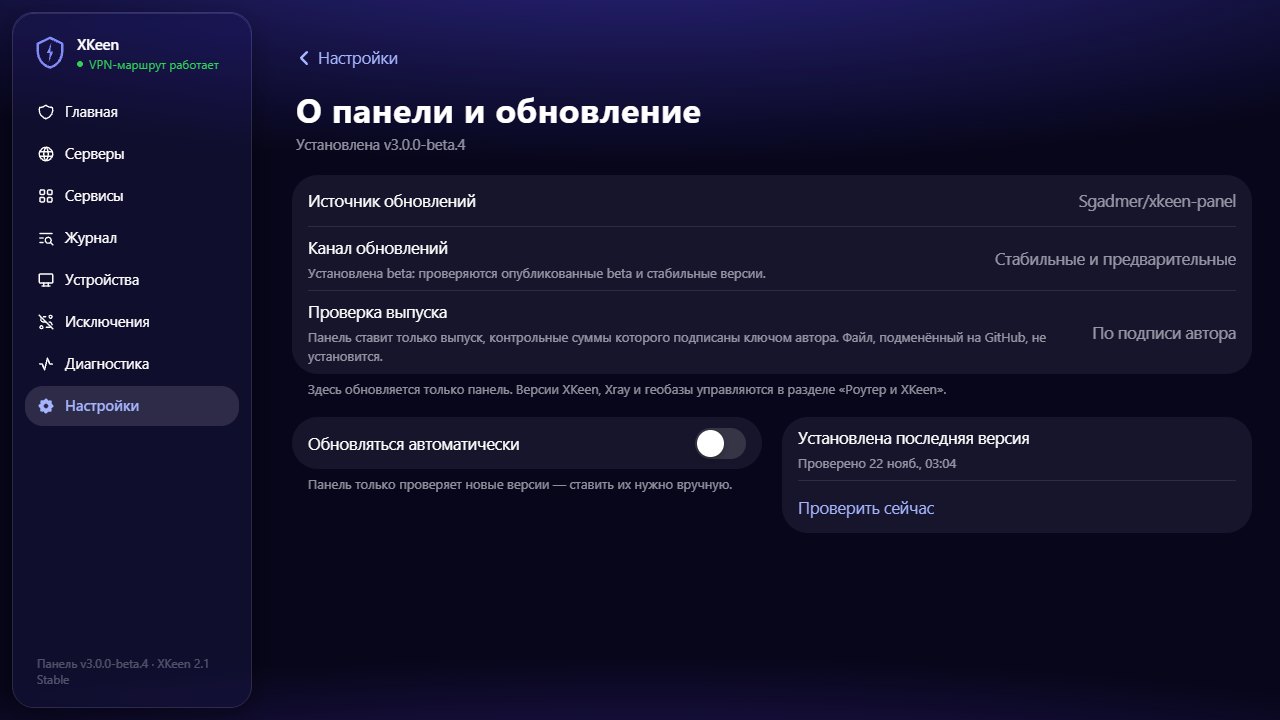 XKeen
VPN-маршрут работает
Главная
Серверы
Сервисы
Журнал
Устройства
Исключения
Диагностика
Настройки
Панель v3.0.0-beta.4 · XKeen 2.1
Stable
Настройки
О панели и обновление
Установлена v3.0.0-beta.4
Источник обновлений
Sgadmer/xkeen-panel
Канал обновлений
Установлена beta: проверяются опубликованные beta и стабильные версии.
Стабильные и предварительные
Проверка выпуска
Панель ставит только выпуск, контрольные суммы которого подписаны ключом автора. Файл, подменённый на GitHub, не
установится.
По подписи автора
Здесь обновляется только панель. Версии XKeen, Xray и геобазы управляются в разделе «Роутер и XKeen».
Обновляться автоматически
Панель только проверяет новые версии — ставить их нужно вручную.
Установлена последняя версия
Проверено 22 нояб., 03:04
Проверить сейчас